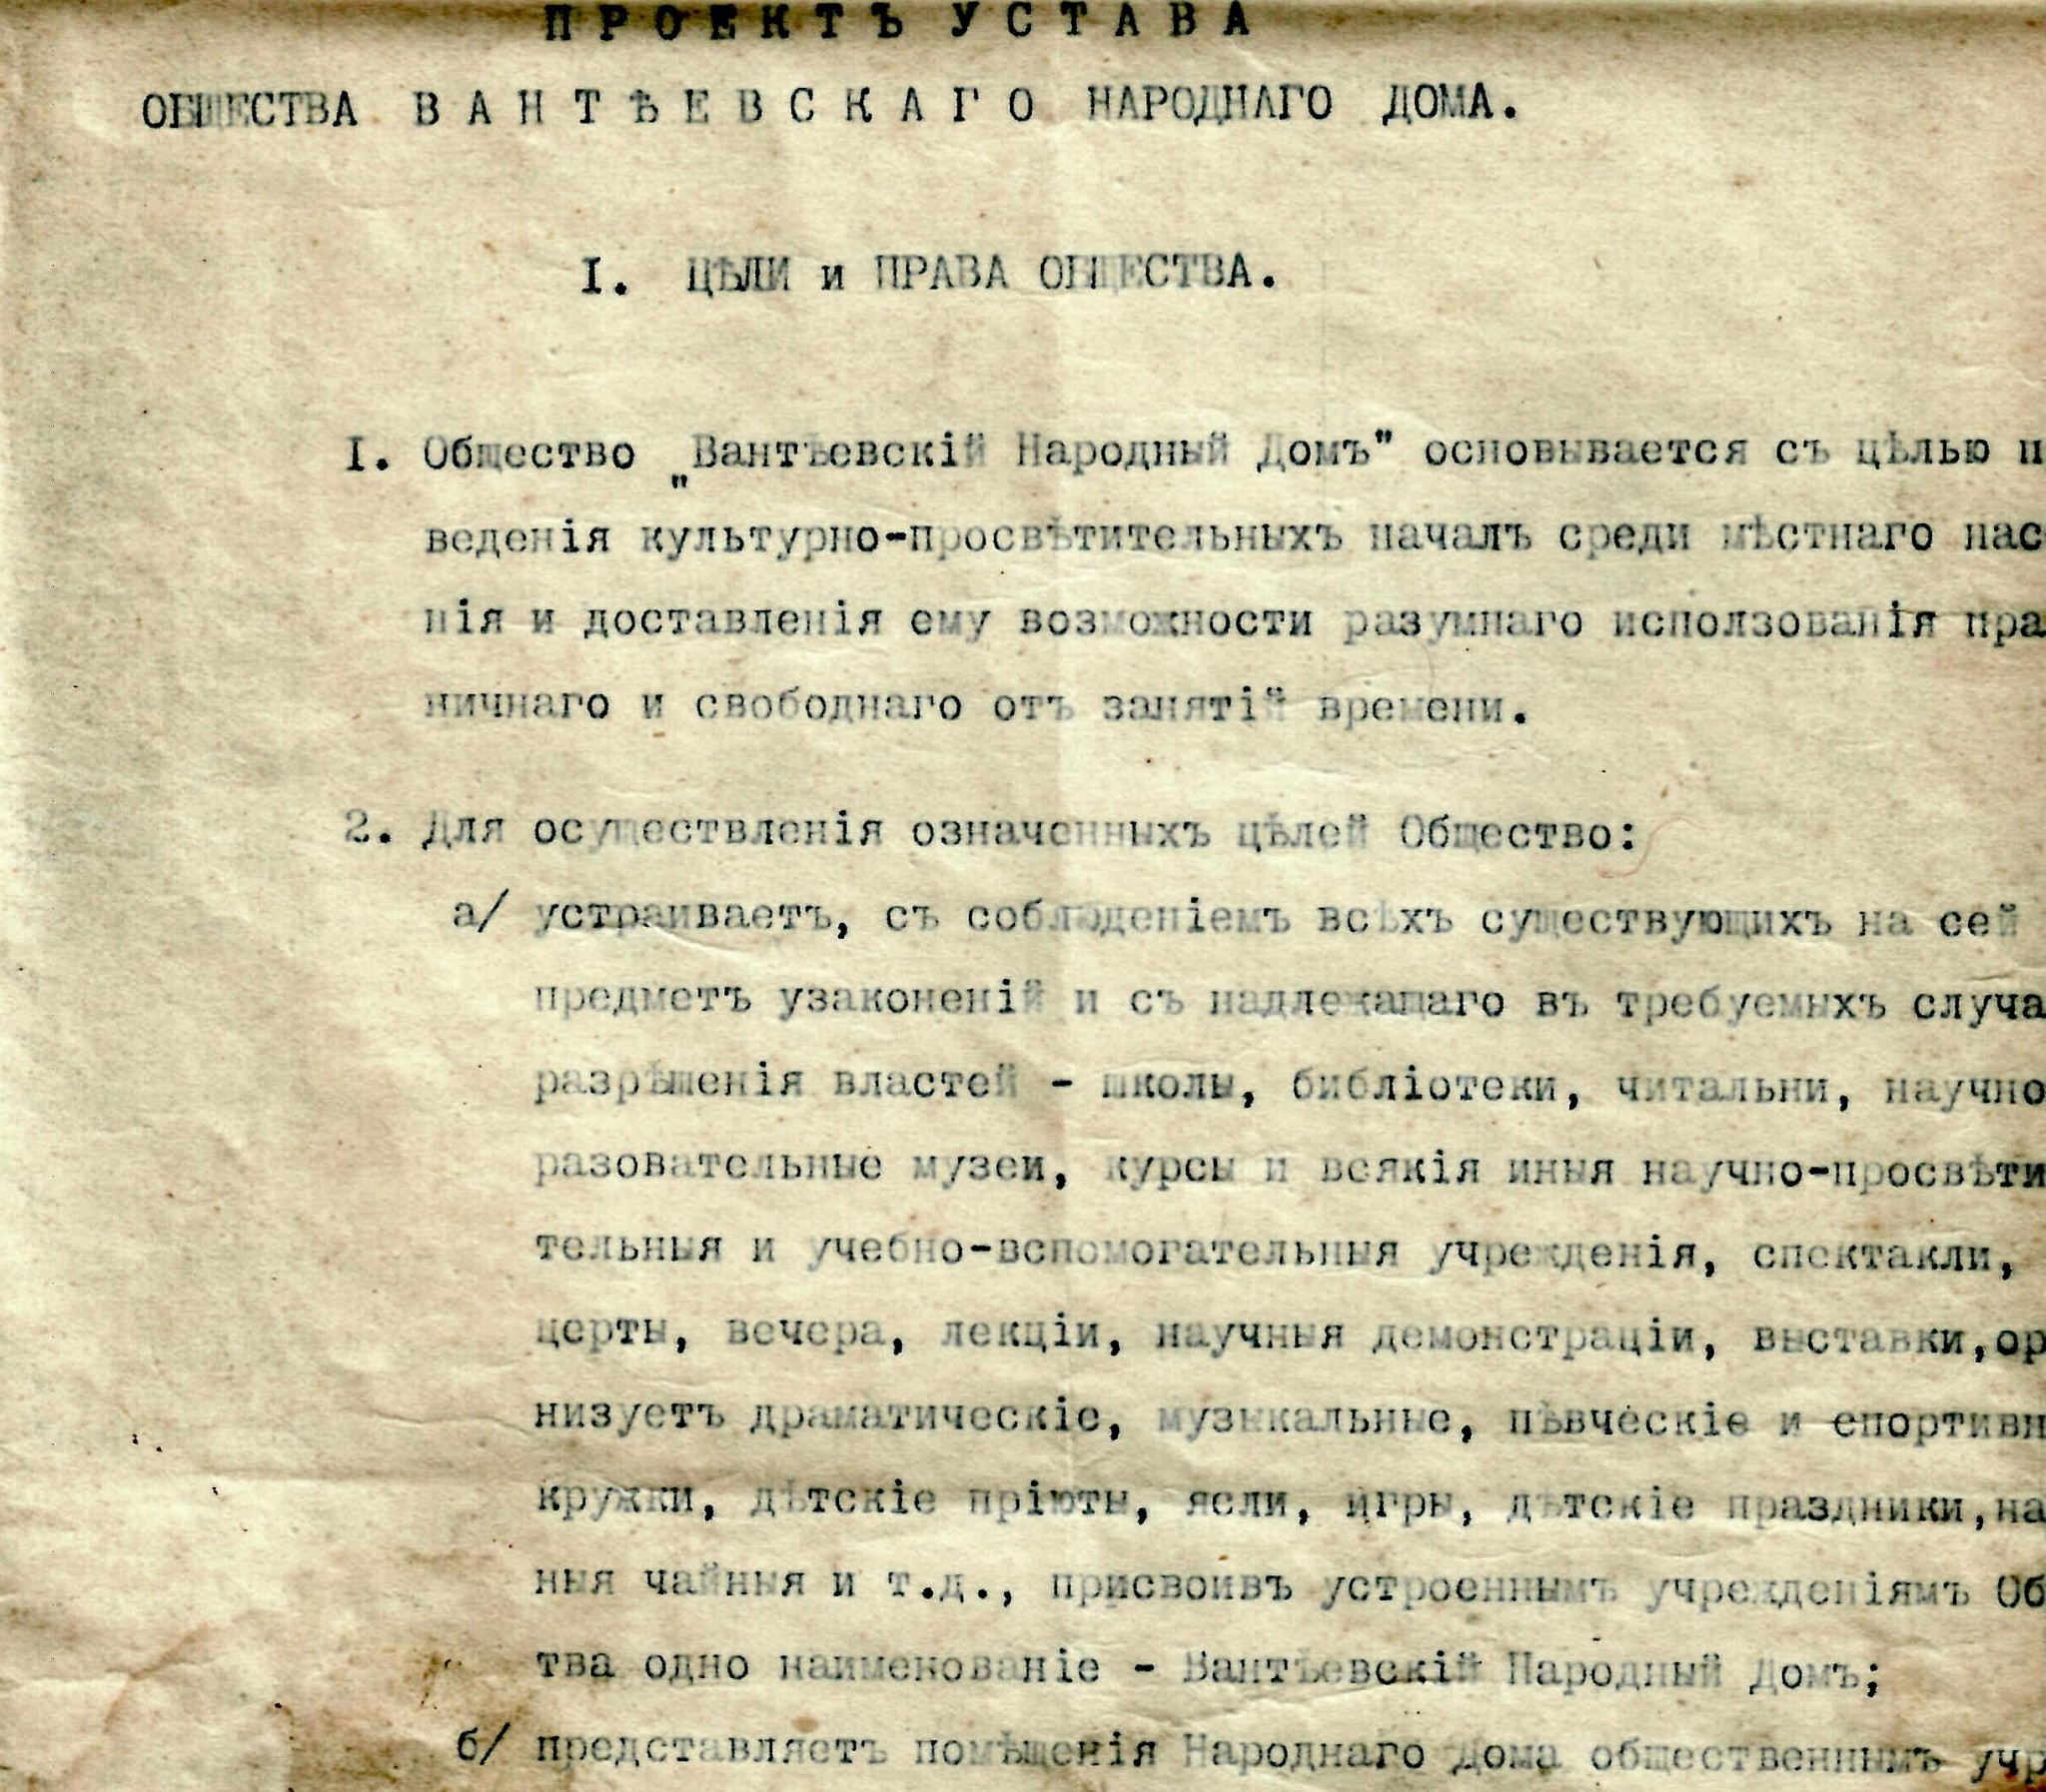 ПРОЕКТЪ УСТАВА
ОБЩЕСТВА ВАНТѢЕВСКАГО НАРОДНАГО ДОМА.
I. ЦѢЛИ и ПРАВА ОБЩЕСТВА.
I. Общество "Вантѣевскій Народный Домъ" основывается съ цѣлью п
веденія культурно-просвѣтительныхъ началъ среди мѣстнаго нас
нія и доставленія ему возможности разумнаго исползованія пра
ничнаго и свободнаго отъ занятій времени.
2. Для осуществленія означенныхъ цѣлей Общество:
а/ устраиваетъ, съ соблюденіемъ всѣхъ существующихъ на сей
предметъ узаконеній и съ надлежащаго въ требуемыхъ случа
разрѣшенія властей - школы, библіотеки, читальни, научно
разовательные музеи, курсы и всякія иныя научно-просвѣти
тельныя и учебно-вспомогательныя учрежденія, спектакли,
церты, вечера, лекціи, научныя демонстраціи, выставки,ор
низуетъ драматическіе, музыкальные, пѣвческіе и спортивн
кружки, дѣтскіе пріюты, ясли, игры, дѣтскіе праздники,на
ныя чайныя и т.д., присвоивъ устроеннымъ учрежденіямъ Об
тва одно наименованіе - Вантѣевскій Народный Домъ;
б/ представляетъ помѣщенія Народнаго Дома общественнымъ учр